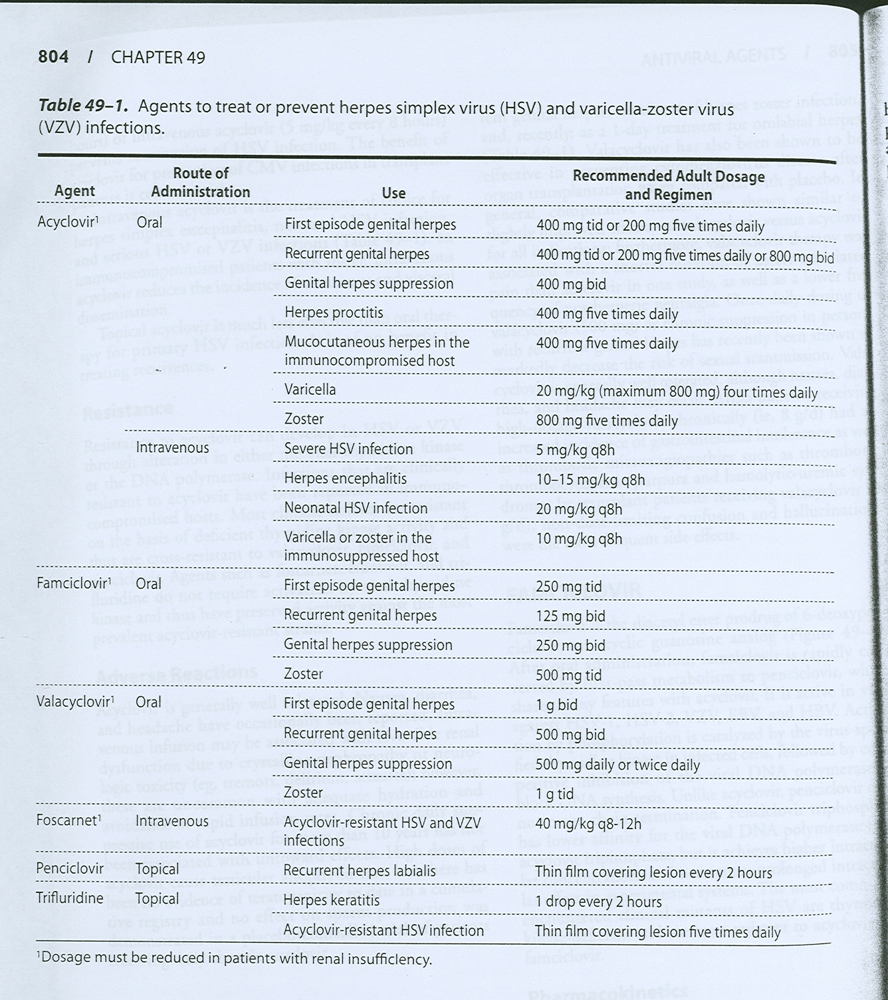 804 / CHAPTER 49
ANTIVIRAL AGENTS / 805
Table 49–1. Agents to treat or prevent herpes simplex virus (HSV) and varicella-zoster virus
(VZV) infections.
Agent Route of Administration Use Recommended Adult Dosage and Regimen
Acyclovir¹ Oral First episode genital herpes 400 mg tid or 200 mg five times daily
Recurrent genital herpes 400 mg tid or 200 mg five times daily or 800 mg bid
Genital herpes suppression 400 mg bid
Herpes proctitis 400 mg five times daily
Mucocutaneous herpes in the 400 mg five times daily
immunocompromised host
Varicella 20 mg/kg (maximum 800 mg) four times daily
Zoster 800 mg five times daily
Intravenous Severe HSV infection 5 mg/kg q8h
Herpes encephalitis 10–15 mg/kg q8h
Neonatal HSV infection 20 mg/kg q8h
Varicella or zoster in the 10 mg/kg q8h
immunosuppressed host
Famciclovir¹ Oral First episode genital herpes 250 mg tid
Recurrent genital herpes 125 mg bid
Genital herpes suppression 250 mg bid
Zoster 500 mg tid
Valacyclovir¹ Oral First episode genital herpes 1 g bid
Recurrent genital herpes 500 mg bid
Genital herpes suppression 500 mg daily or twice daily
Zoster 1 g tid
Foscarnet¹ Intravenous Acyclovir-resistant HSV and VZV 40 mg/kg q8-12h
infections
Penciclovir Topical Recurrent herpes labialis Thin film covering lesion every 2 hours
Trifluridine Topical Herpes keratitis 1 drop every 2 hours
Acyclovir-resistant HSV infection Thin film covering lesion five times daily
¹Dosage must be reduced in patients with renal insufficiency.